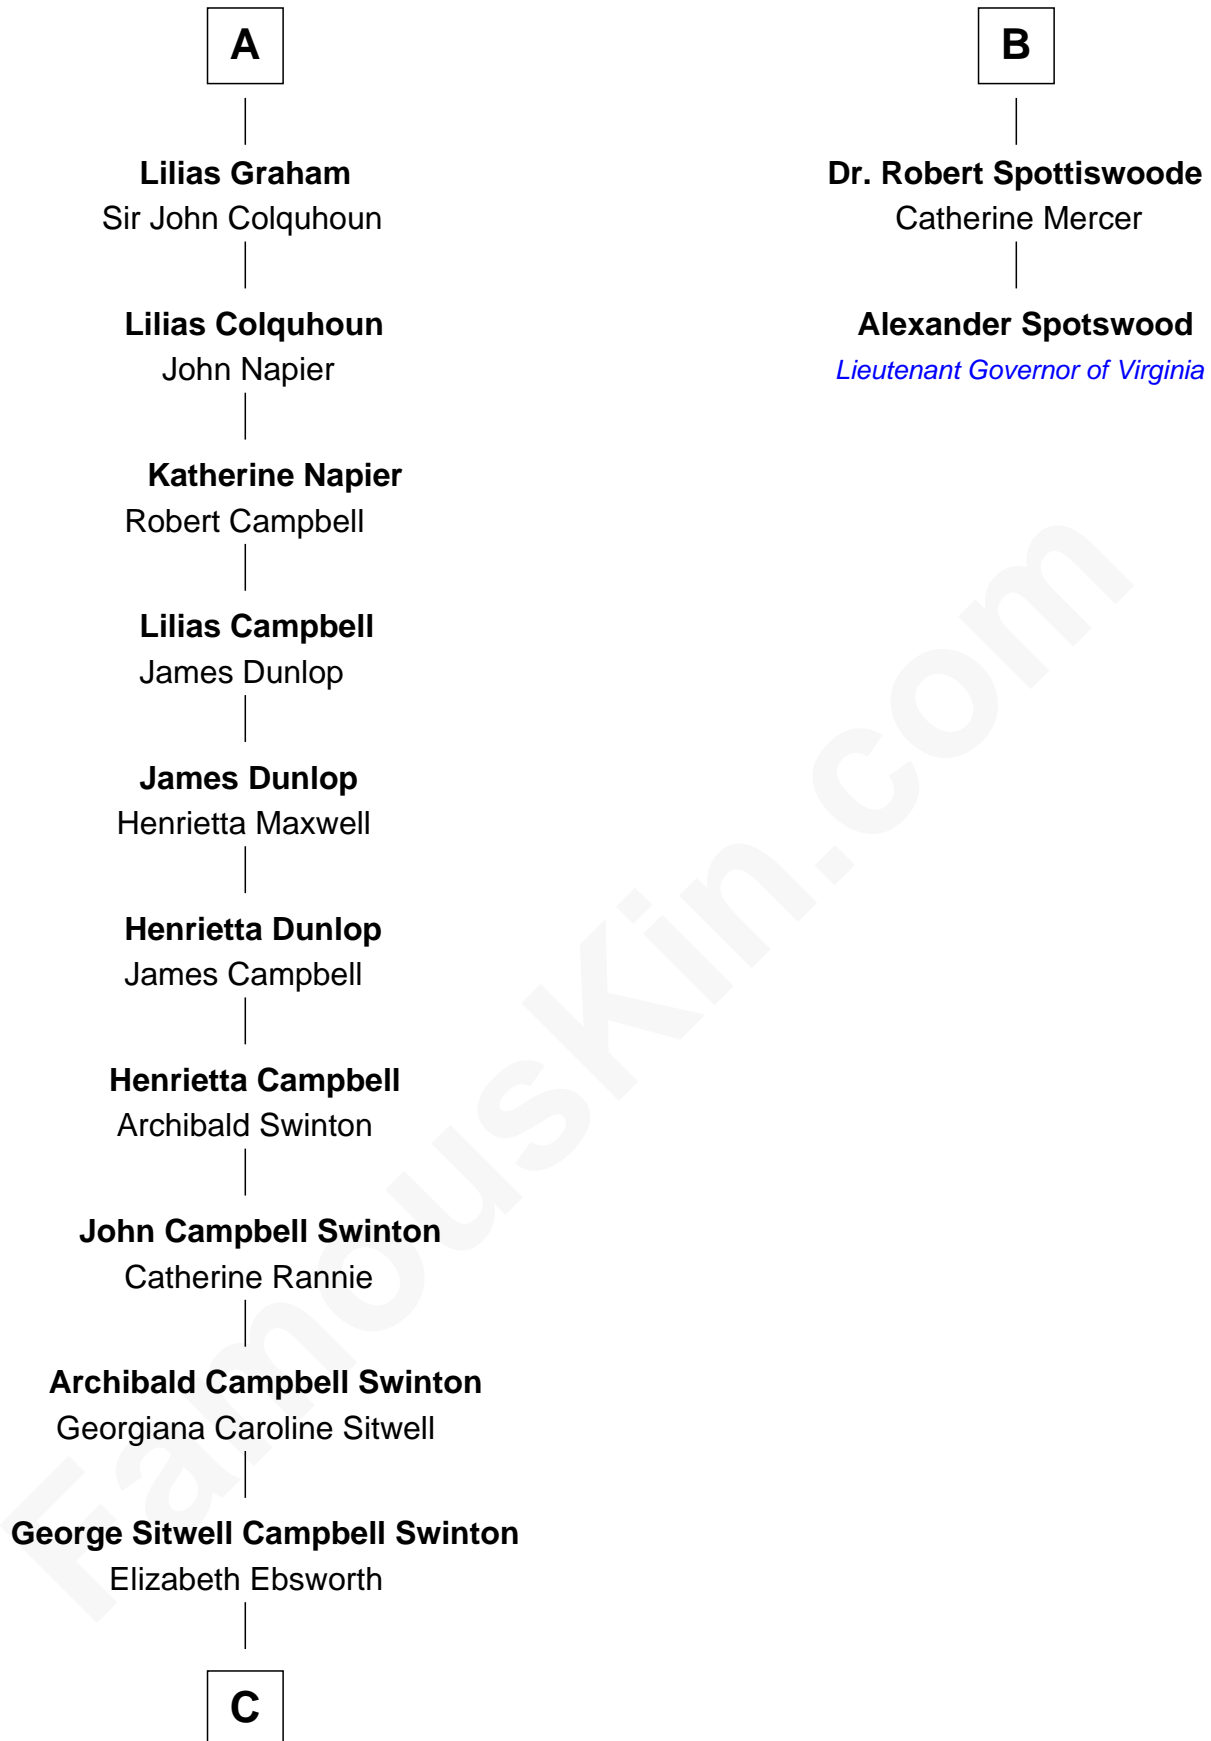 A
Lilias Graham
Sir John Colquhoun
Lilias Colquhoun
John Napier
Katherine Napier
Robert Campbell
Lilias Campbell
James Dunlop
James Dunlop
Henrietta Maxwell
Henrietta Dunlop
James Campbell
Henrietta Campbell
Archibald Swinton
John Campbell Swinton
Catherine Rannie
Archibald Campbell Swinton
Georgiana Caroline Sitwell
George Sitwell Campbell Swinton
Elizabeth Ebsworth
C
B
Dr. Robert Spottiswoode
Catherine Mercer
Alexander Spotswood
Lieutenant Governor of Virginia
FamousKin.com